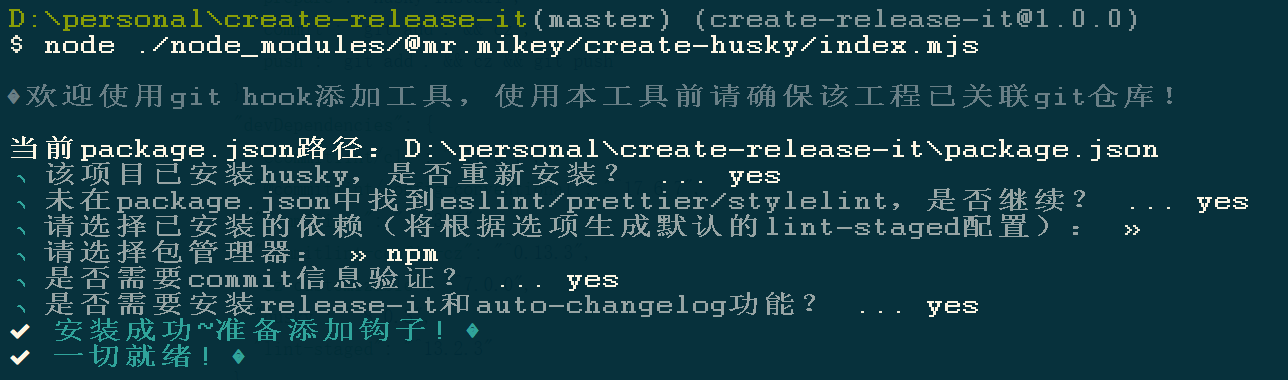 D:\personal\create-release-it(master) (create-release-it@1.0.0)
$ node ./node_modules/@mr.mikey/create-husky/index.mjs
♦欢迎使用git hook添加工具，使用本工具前请确保该工程已关联git仓库！
当前package.json路径：D:\personal\create-release-it\package.json
、该项目已安装husky，是否重新安装？ ... yes
、未在package.json中找到eslint/prettier/stylelint，是否继续？ ... yes
、请选择已安装的依赖（将根据选项生成默认的lint-staged配置）： »
、请选择包管理器： » npm
、是否需要commit信息验证？ ... yes
、是否需要安装release-it和auto-changelog功能？ ... yes
✔ 安装成功~准备添加钩子！♦
✔ 一切就绪！♦